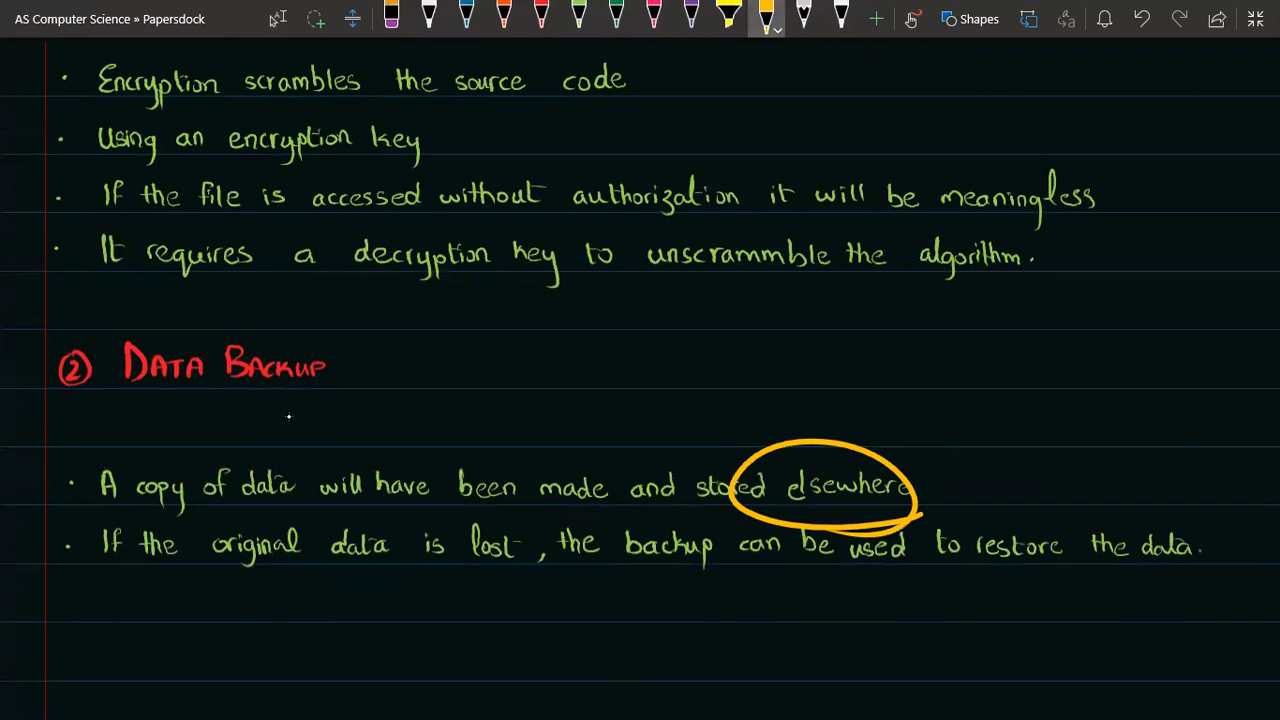 AS Computer Science » Papersdock
Shapes
· Encryption scrambles the source code
· Using an encryption key
· If the file is accessed without authorization it will be meaningless
· It requires a decryption key to unscrammble the algorithm.
② DATA BACKUP
· A copy of data will have been made and stored elsewhere
· If the original data is lost, the backup can be used to restore the data.